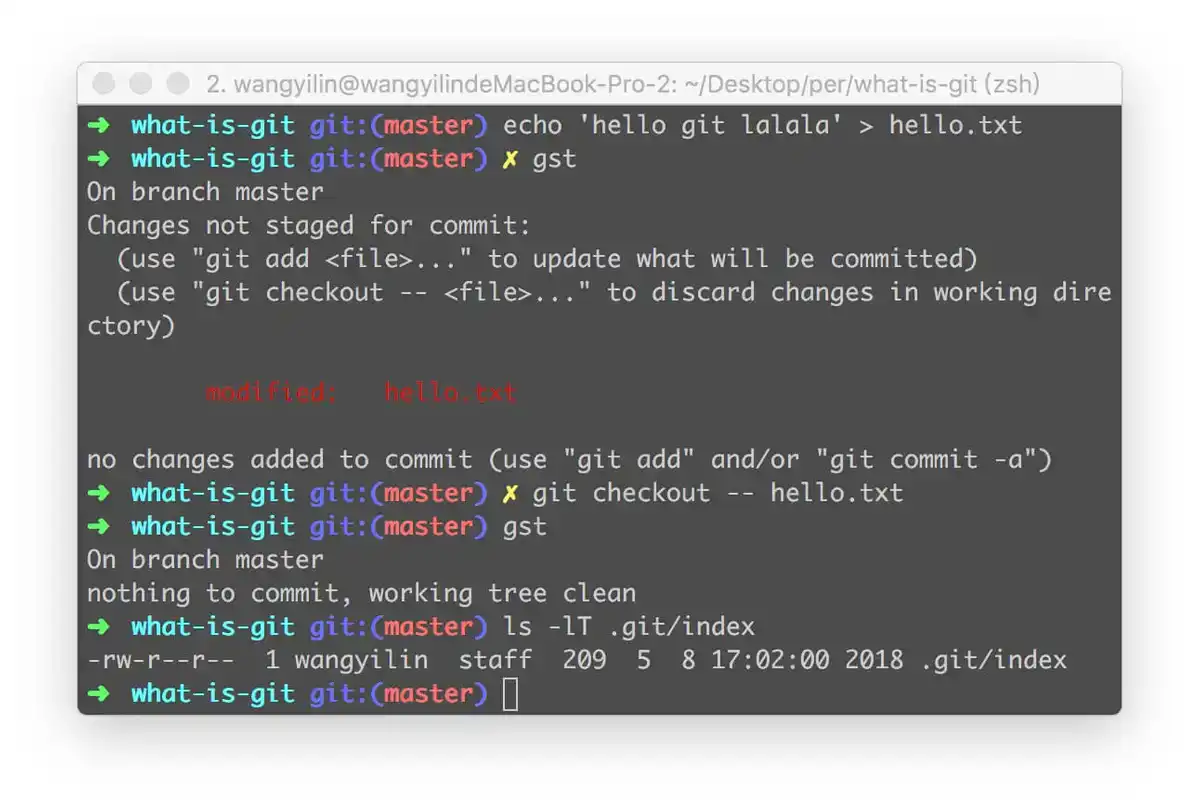 2. wangyilin@wangyilindeMacBook-Pro-2: ~/Desktop/per/what-is-git (zsh)
➜ what-is-git git:(master) echo 'hello git lalala' > hello.txt
➜ what-is-git git:(master) ✗ gst
On branch master
Changes not staged for commit:
  (use "git add <file>..." to update what will be committed)
  (use "git checkout -- <file>..." to discard changes in working dire
ctory)
        modified:   hello.txt
no changes added to commit (use "git add" and/or "git commit -a")
➜ what-is-git git:(master) ✗ git checkout -- hello.txt
➜ what-is-git git:(master) gst
On branch master
nothing to commit, working tree clean
➜ what-is-git git:(master) ls -lT .git/index
-rw-r--r--  1 wangyilin  staff  209  5  8 17:02:00 2018 .git/index
➜ what-is-git git:(master)